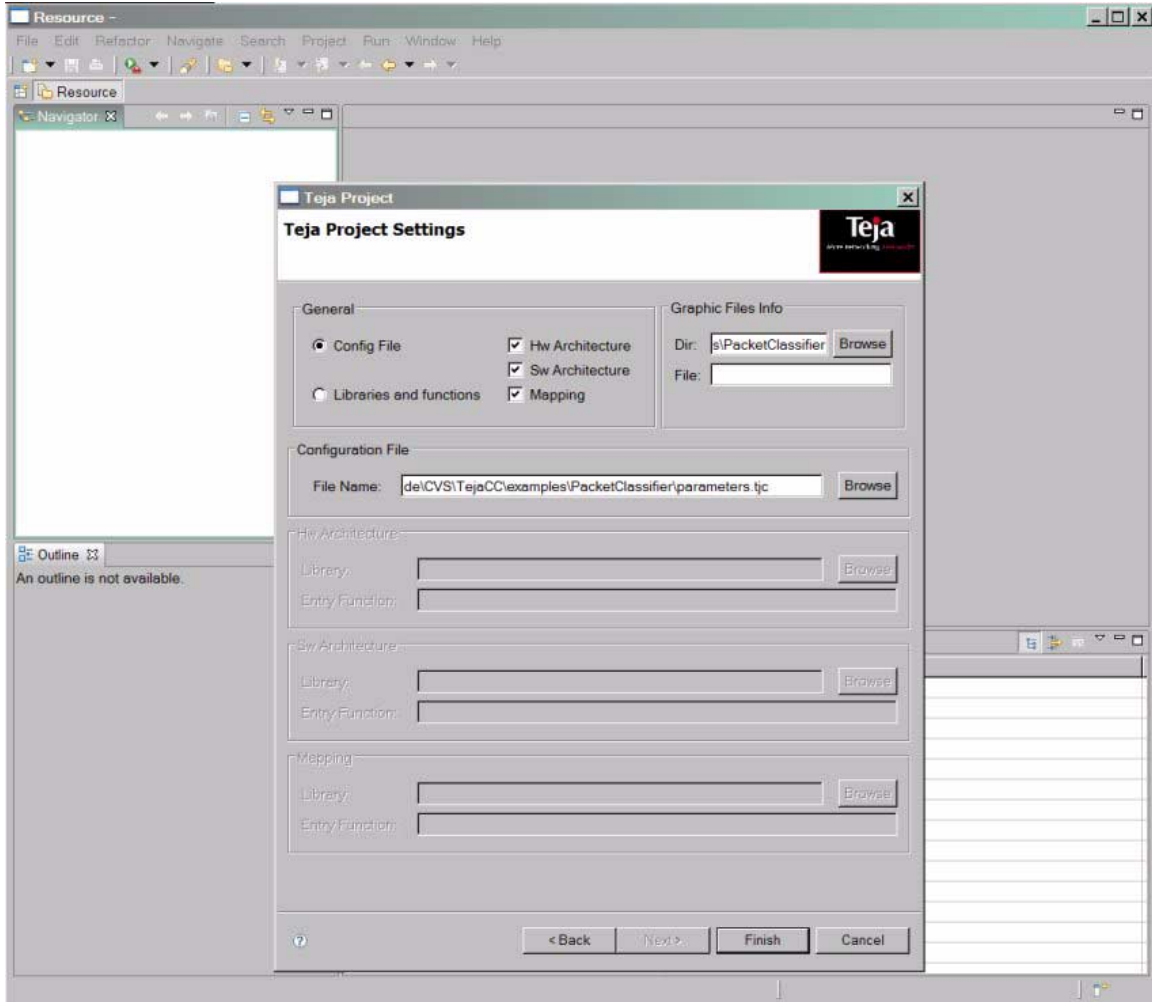 Resource -
File Edit Refactor Navigate Search Project Run Window Help
Resource
Navigator
Teja Project
Teja Project Settings
Teja
General
Config File
Hw Architecture
Sw Architecture
Libraries and functions
Mapping
Graphic Files Info
Dir: s\PacketClassifier Browse
File:
Configuration File
File Name: de\CVS\TejaCC\examples\PacketClassifier\parameters.tjc Browse
Hw Architecture
Library: Browse
Entry Function:
Sw Architecture
Library: Browse
Entry Function:
Mapping
Library: Browse
Entry Function:
Outline
An outline is not available.
< Back Next > Finish Cancel